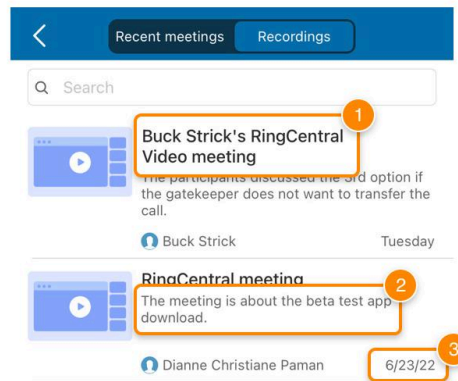 Recent meetings Recordings
Search
1
Buck Strick's RingCentral
Video meeting
The participants discussed the 3rd option if
the gatekeeper does not want to transfer the
call.
Buck Strick Tuesday
RingCentral meeting
2
The meeting is about the beta test app
download.
3
Dianne Christiane Paman 6/23/22